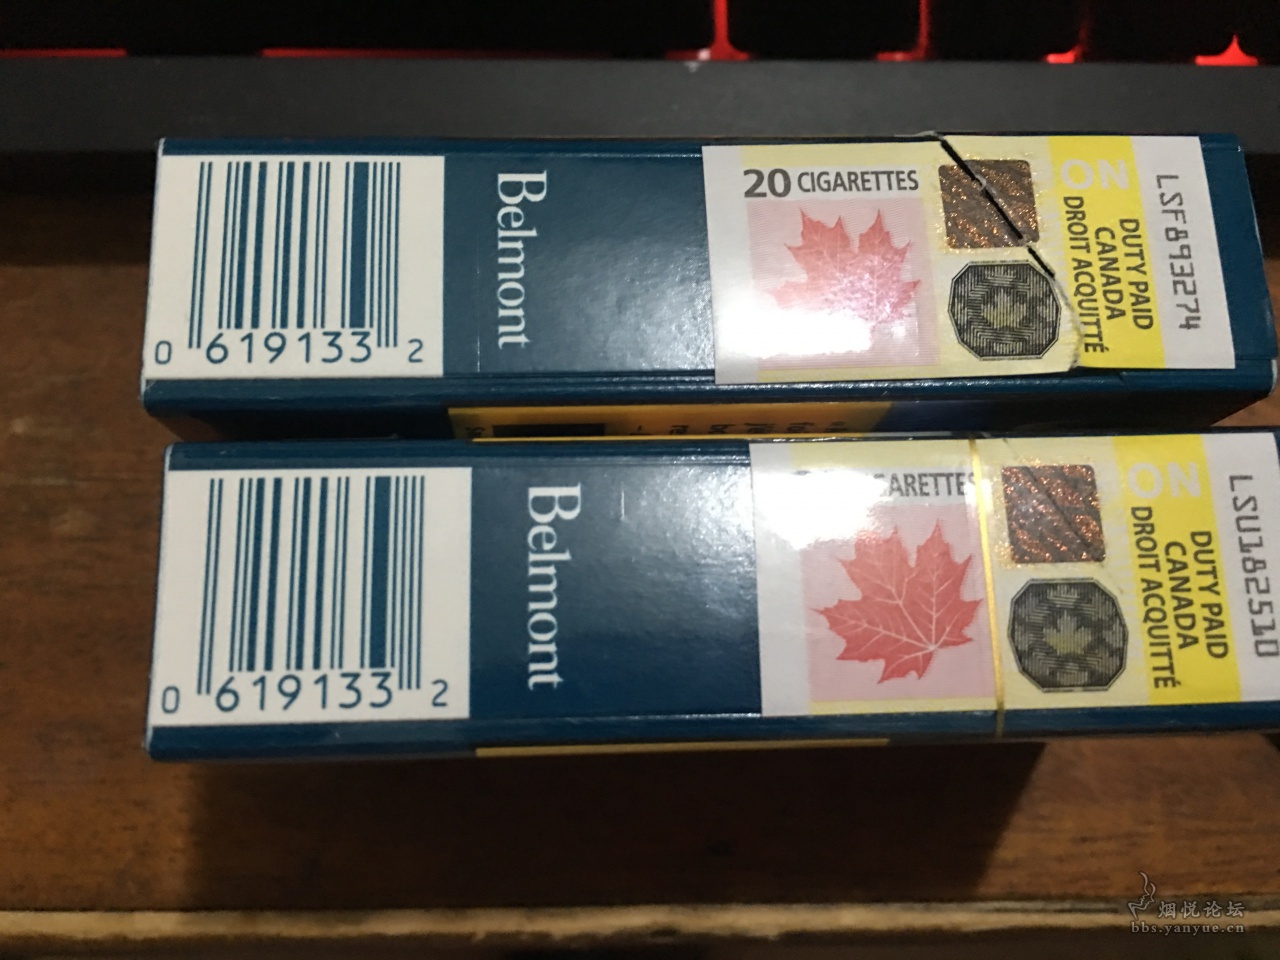 0 619133 2
Belmont
20 CIGARETTES
ON
DUTY PAID
CANADA
DROIT ACQUITTÉ
LSF893274
0 619133 2
Belmont
ARETTES
ON
DUTY PAID
CANADA
DROIT ACQUITTÉ
LSU182510
烟悦论坛
bbs.yanyue.cn